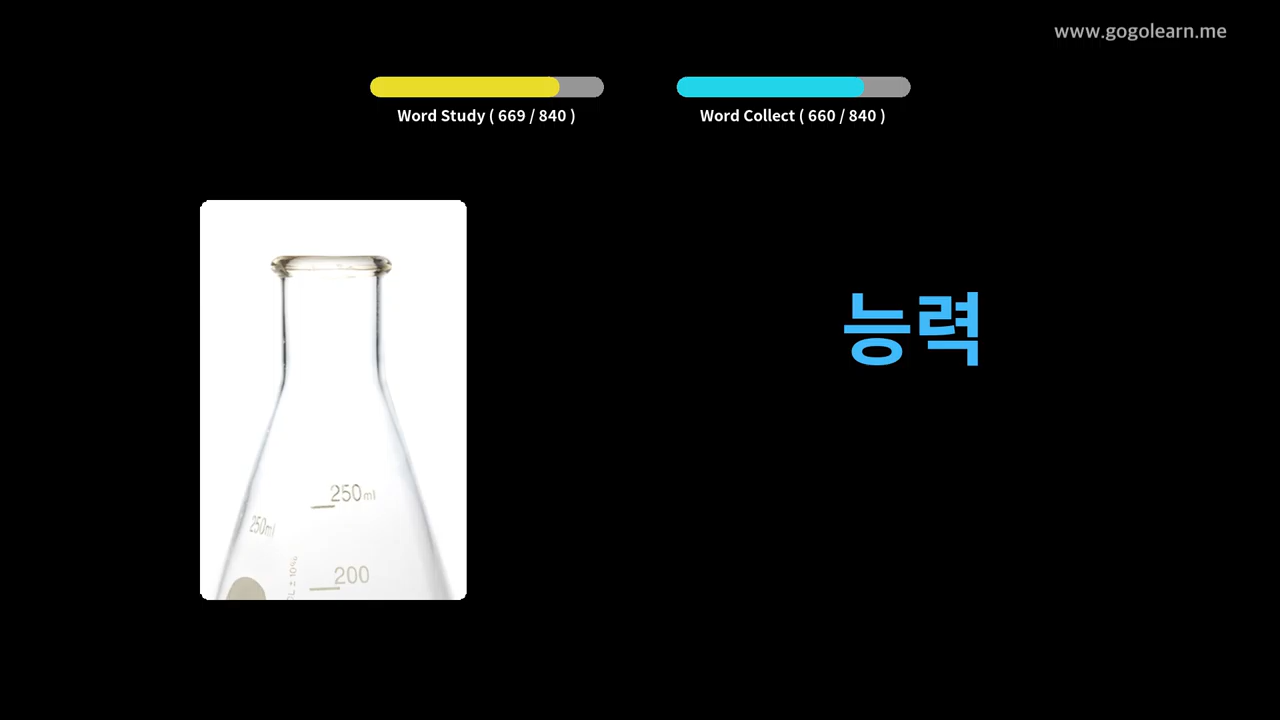 www.gogolearn.me
Word Study ( 669 / 840 )
Word Collect ( 660 / 840 )
능력
250ml
250ml
200